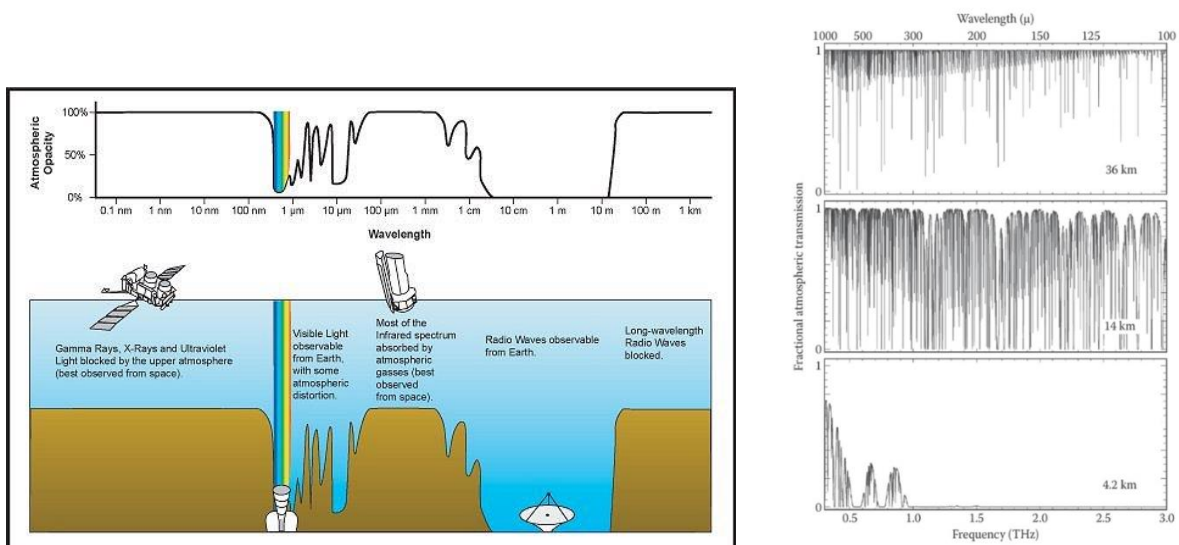 Atmospheric
Opacity
100%
50%
0%
0.1 nm 1 nm 10 nm 100 nm 1 μm 10 μm 100 μm 1 mm 1 cm 10 cm 1 m 10 m 100 m 1 km
Wavelength
Gamma Rays, X-Rays and Ultraviolet
Light blocked by the upper atmosphere
(best observed from space).
Visible Light
observable
from Earth,
with some
atmospheric
distortion.
Most of the
Infrared spectrum
absorbed by
atmospheric
gasses (best
observed
from space).
Radio Waves observable
from Earth.
Long-wavelength
Radio Waves
blocked.
Wavelength (μ)
1000 500 300 200 150 125 100
Fractional atmospheric transmission
1
36 km
0
1
14 km
0
1
4.2 km
0
0.5 1.0 1.5 2.0 2.5 3.0
Frequency (THz)